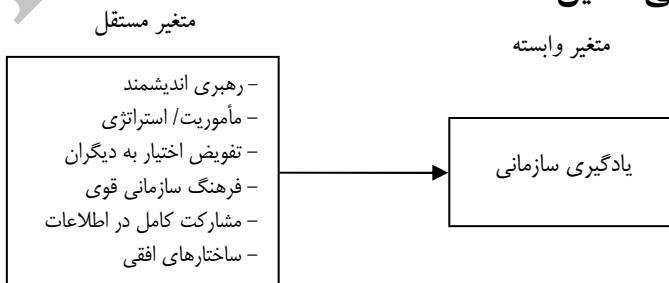 متغیر مستقل
متغیر وابسته
- رهبری اندیشمند
- مأموریت/ استراتژی
- تفویض اختیار به دیگران
- فرهنگ سازمانی قوی
- مشارکت کامل در اطلاعات
- ساختارهای افقی
یادگیری سازمانی